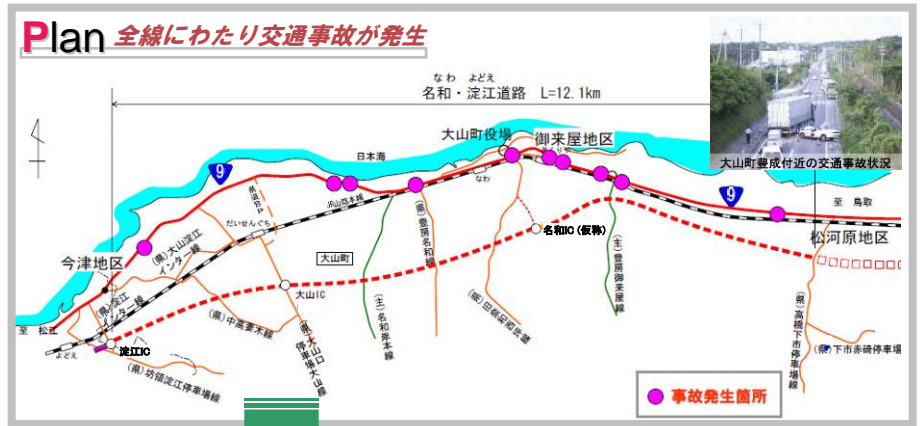 Plan 全線にわたり交通事故が発生
なわ よどえ
名和・淀江道路 L=12.1km
大山町役場
御来屋地区
大山町豊成付近の交通事故状況
日本海
9
なわ
JR山陰本線
だいせんぐち
9
至 鳥取
松河原地区
今津地区
(県)大山淀江
インター線
(県)淀江
インター線
大山町
(県)豊房名和線
名和IC(仮称)
(主)豊房御来屋線
大山IC
(主)名和岸本線
(県)中高妻木線
(県)大山口
停車場大山線
至 松江
よどえ
淀江IC
(県)坊領淀江停車場線
(県)高橋下市停車場線
(県)下市赤碕停車場
事故発生箇所